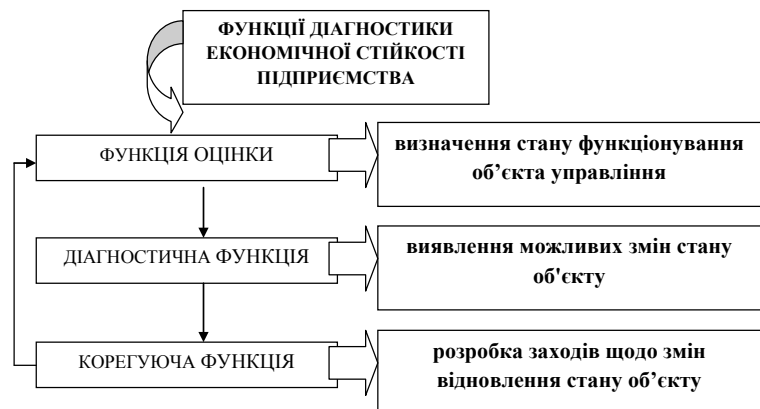 ФУНКЦІЇ ДІАГНОСТИКИ
ЕКОНОМІЧНОЇ СТІЙКОСТІ
ПІДПРИЄМСТВА
ФУНКЦІЯ ОЦІНКИ
визначення стану функціонування
об’єкта управління
ДІАГНОСТИЧНА ФУНКЦІЯ
виявлення можливих змін стану
об'єкту
КОРЕГУЮЧА ФУНКЦІЯ
розробка заходів щодо змін
відновлення стану об’єкту